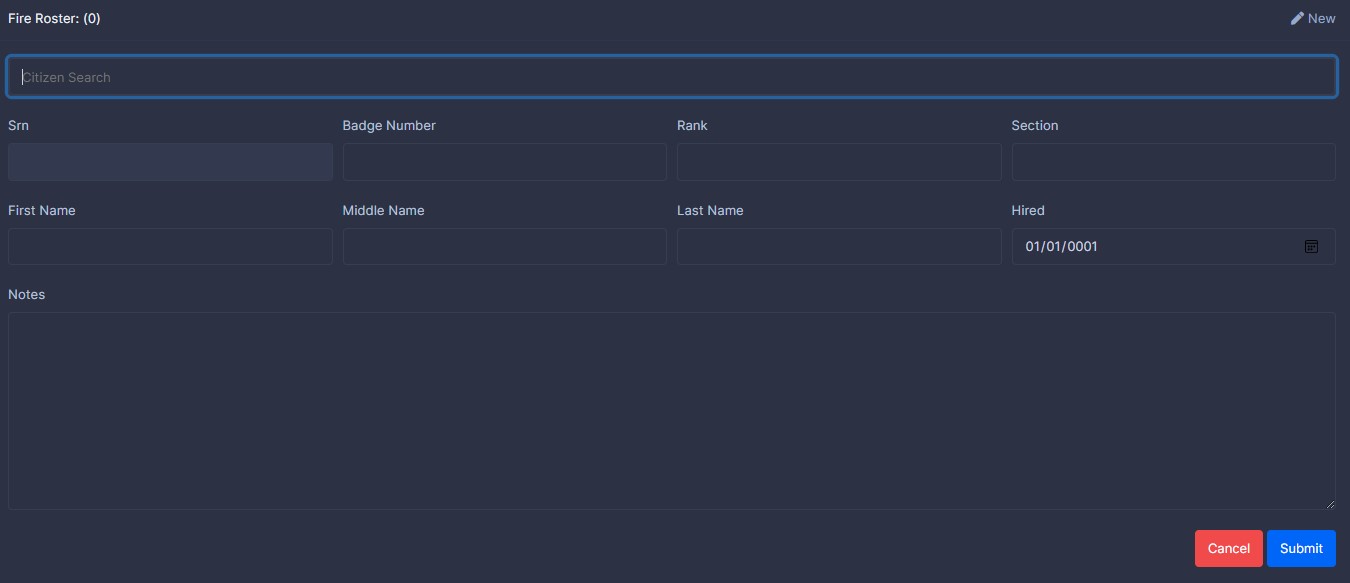 Fire Roster: (0)
New
Citizen Search
Srn
Badge Number
Rank
Section
First Name
Middle Name
Last Name
Hired
01/01/0001
Notes
Cancel
Submit